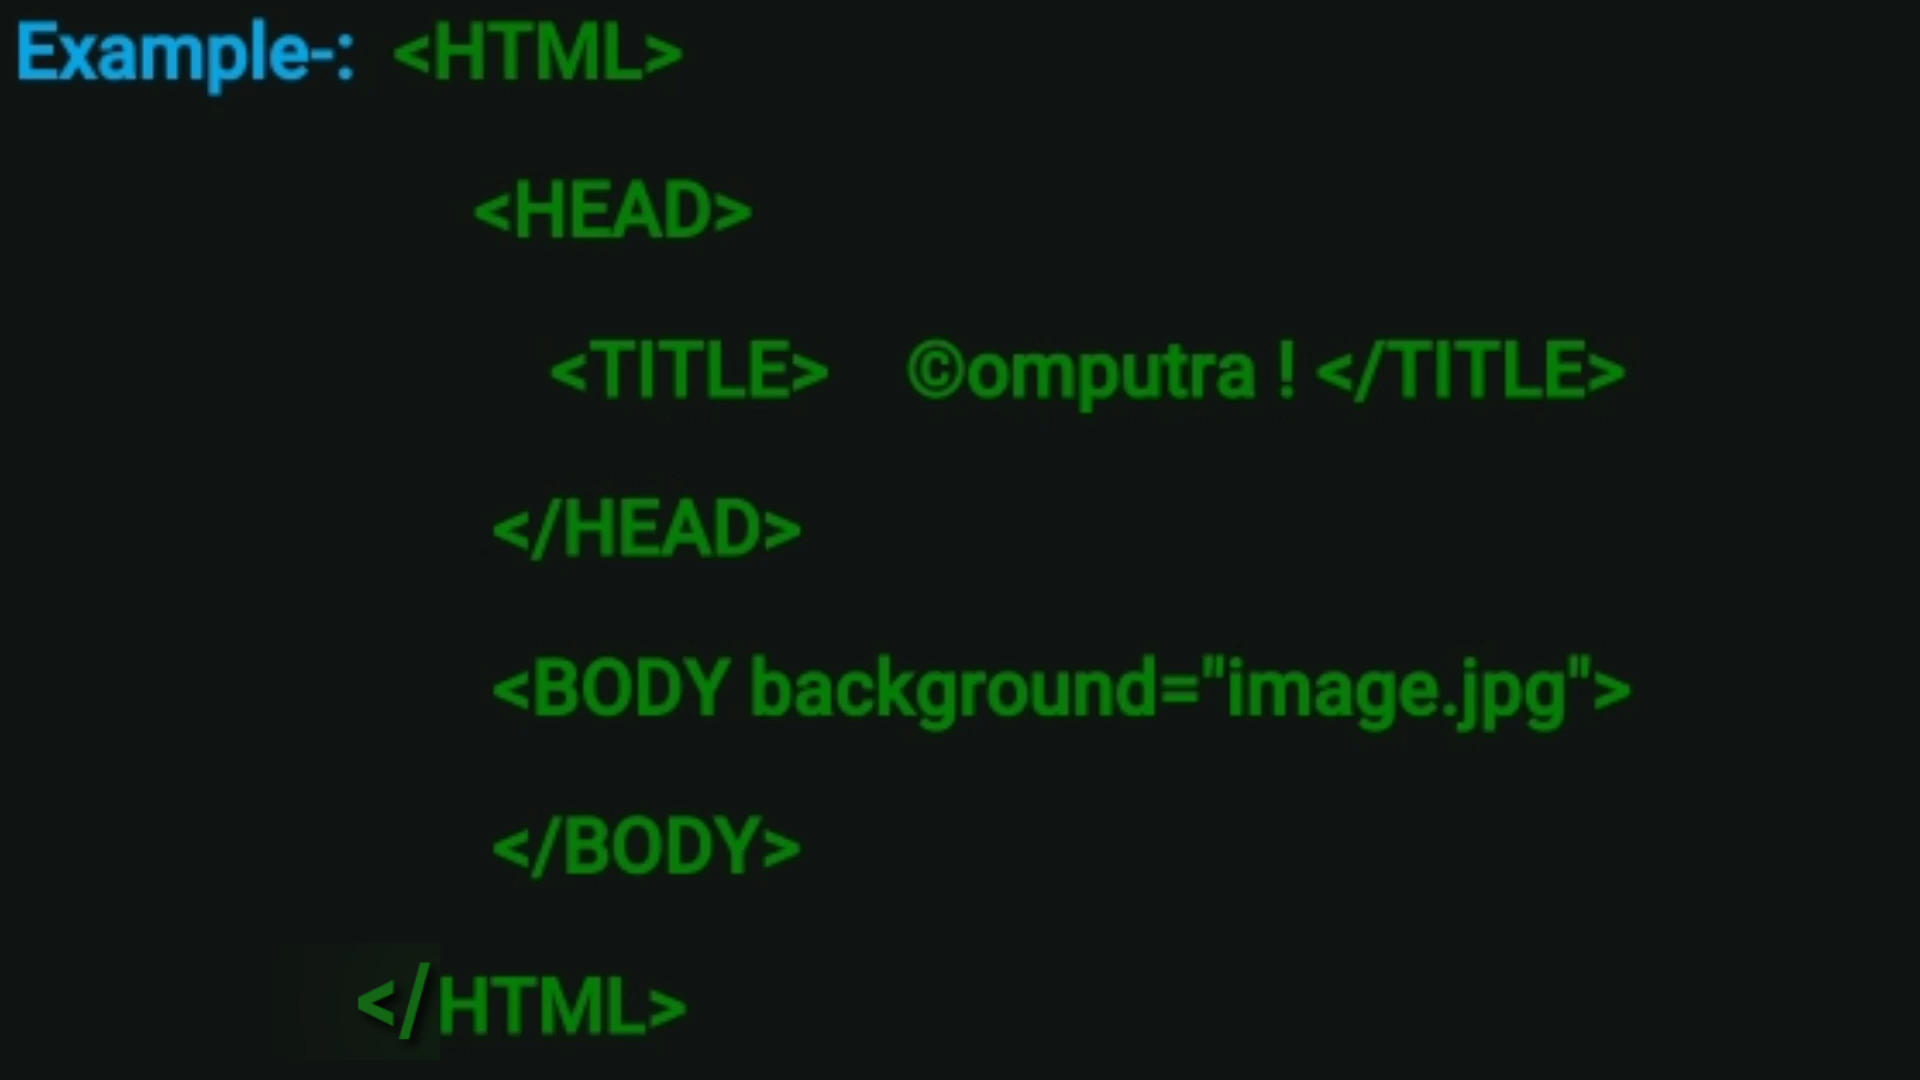 Example-: <HTML>
<HEAD>
<TITLE> ©omputra ! </TITLE>
</HEAD>
<BODY background="image.jpg">
</BODY>
</HTML>